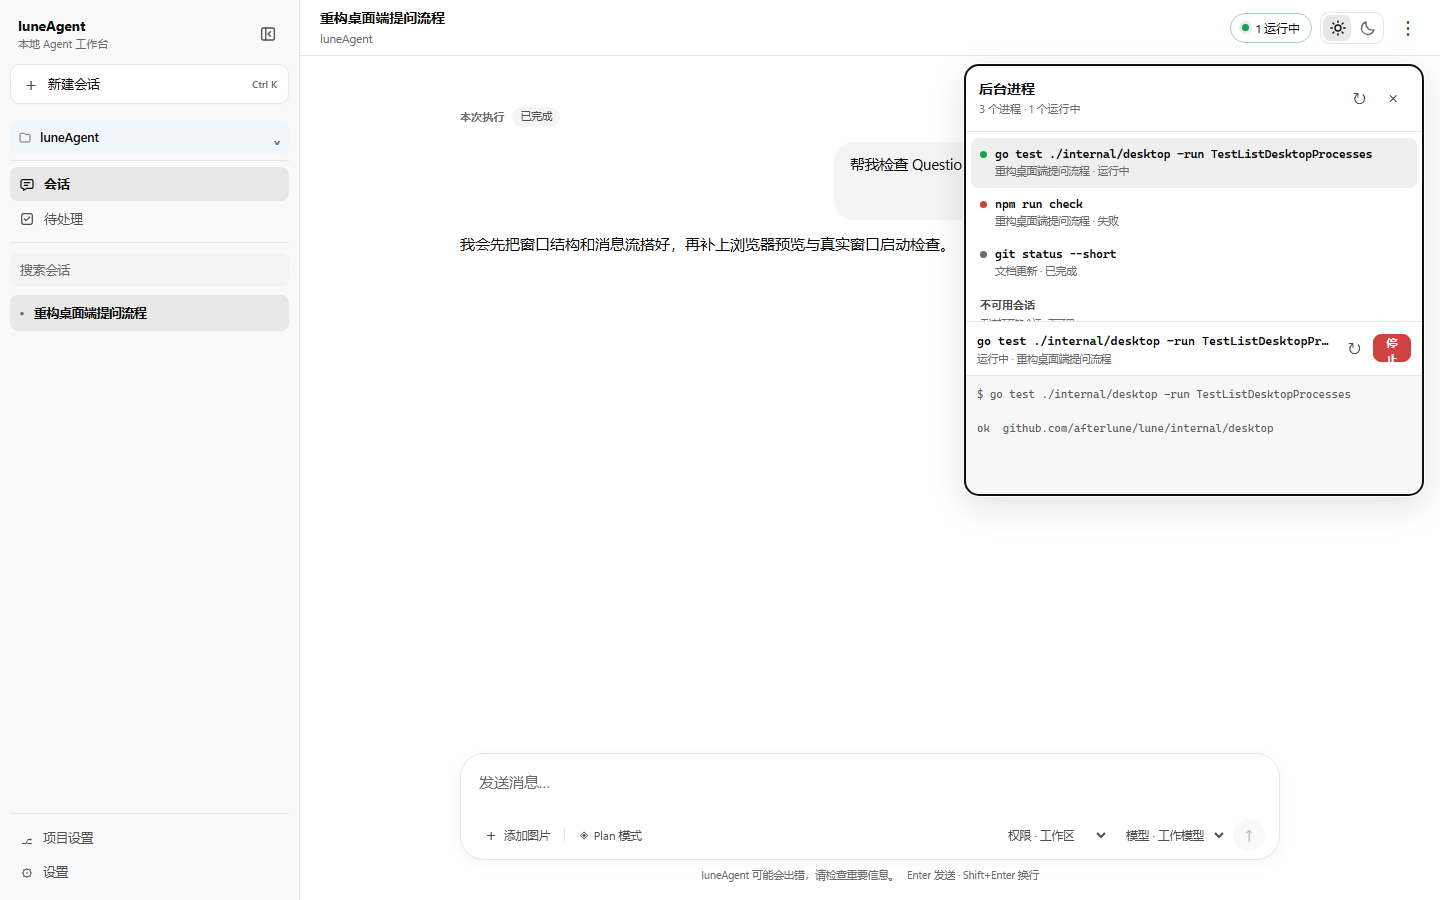 luneAgent
本地 Agent 工作台
+ 新建会话 Ctrl K
luneAgent
会话
待处理
搜索会话
重构桌面端提问流程
项目设置
设置
重构桌面端提问流程
luneAgent
1 运行中
本次执行 已完成
帮我检查 Questio
我会先把窗口结构和消息流搭好，再补上浏览器预览与真实窗口启动检查。
后台进程
3 个进程 · 1 个运行中
go test ./internal/desktop -run TestListDesktopProcesses
重构桌面端提问流程 · 运行中
npm run check
重构桌面端提问流程 · 失败
git status --short
文档更新 · 已完成
不可用会话
go test ./internal/desktop -run TestListDesktopPr…
运行中 · 重构桌面端提问流程
停止
$ go test ./internal/desktop -run TestListDesktopProcesses
ok github.com/afterlune/lune/internal/desktop
发送消息...
+ 添加图片
Plan 模式
权限 · 工作区
模型 · 工作模型
luneAgent 可能会出错，请检查重要信息。 Enter 发送 · Shift+Enter 换行